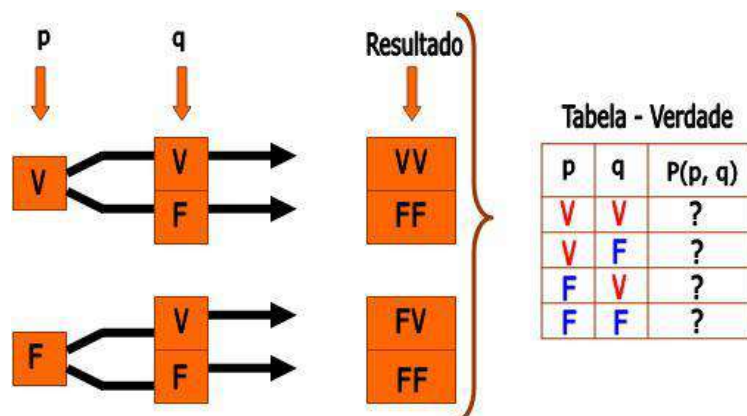 p q Resultado
V V VV
F FF
V FV
F F FF
Tabela - Verdade
p q P(p, q)
V V ?
V F ?
F V ?
F F ?